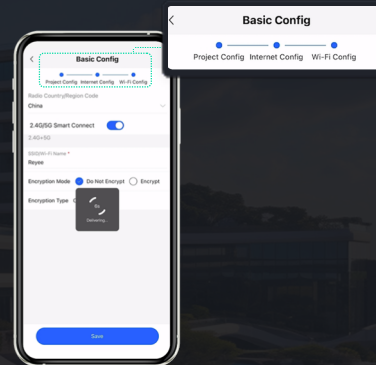 Basic Config
Project Config Internet Config Wi-Fi Config
Basic Config
Project Config Internet Config Wi-Fi Config
Radio Country/Region Code
China
2.4G/5G Smart Connect
2.4G+5G
SSID/Wi-Fi Name *
Reyee
Encryption Mode Do Not Encrypt Encrypt
Encryption Type
Delivering...
Save